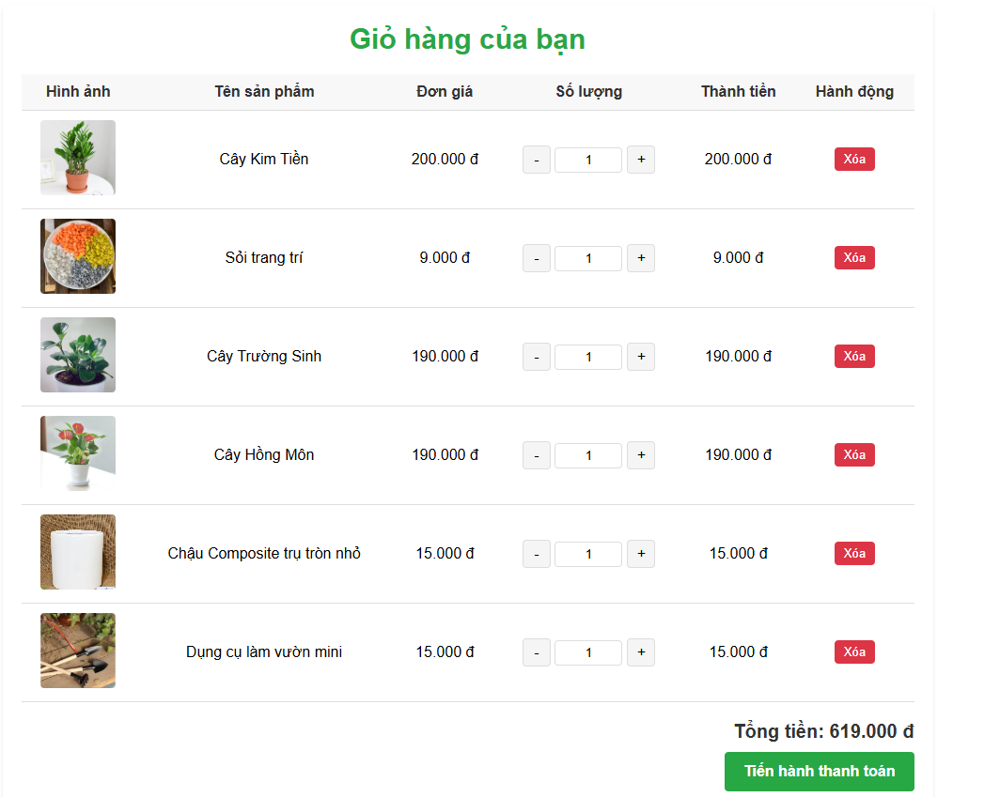 Giỏ hàng của bạn
Hình ảnh Tên sản phẩm Đơn giá Số lượng Thành tiền Hành động
Cây Kim Tiền 200.000 đ - 1 + 200.000 đ Xóa
Sỏi trang trí 9.000 đ - 1 + 9.000 đ Xóa
Cây Trường Sinh 190.000 đ - 1 + 190.000 đ Xóa
Cây Hồng Môn 190.000 đ - 1 + 190.000 đ Xóa
Chậu Composite trụ tròn nhỏ 15.000 đ - 1 + 15.000 đ Xóa
Dụng cụ làm vườn mini 15.000 đ - 1 + 15.000 đ Xóa
Tổng tiền: 619.000 đ
Tiến hành thanh toán